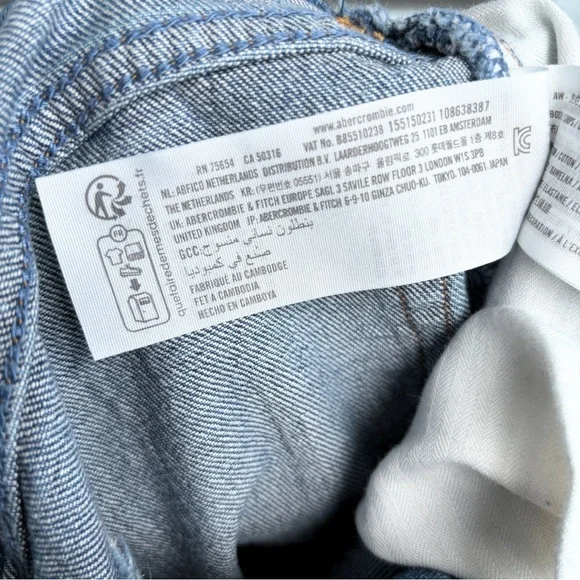 www.abercrombie.com
RN 75654 CA 50316 VAT No. B85510238 155150231 108638387
NL: ABFICO NETHERLANDS DISTRIBUTION B.V. LAARDERHOOGTWEG 25 1101 EB AMSTERDAM
THE NETHERLANDS KR: (우편번호 05551) 서울 송파구 올림픽로 300 롯데월드몰 1층 제8호
UK: ABERCROMBIE & FITCH EUROPE SAGL 3 SAVILE ROW FLOOR 3 LONDON W1S 3PB
UNITED KINGDOM JP: ABERCROMBIE & FITCH 6-9-10 GINZA CHUO-KU. TOKYO. 104-0061 JAPAN
GCC: بنطلون نسائي منسوج
صنع في كمبوديا
FABRIQUÉ AU CAMBODGE
FET A CAMBODJA
HECHO EN CAMBOYA
quefairedemesdechets.fr
FR
AW